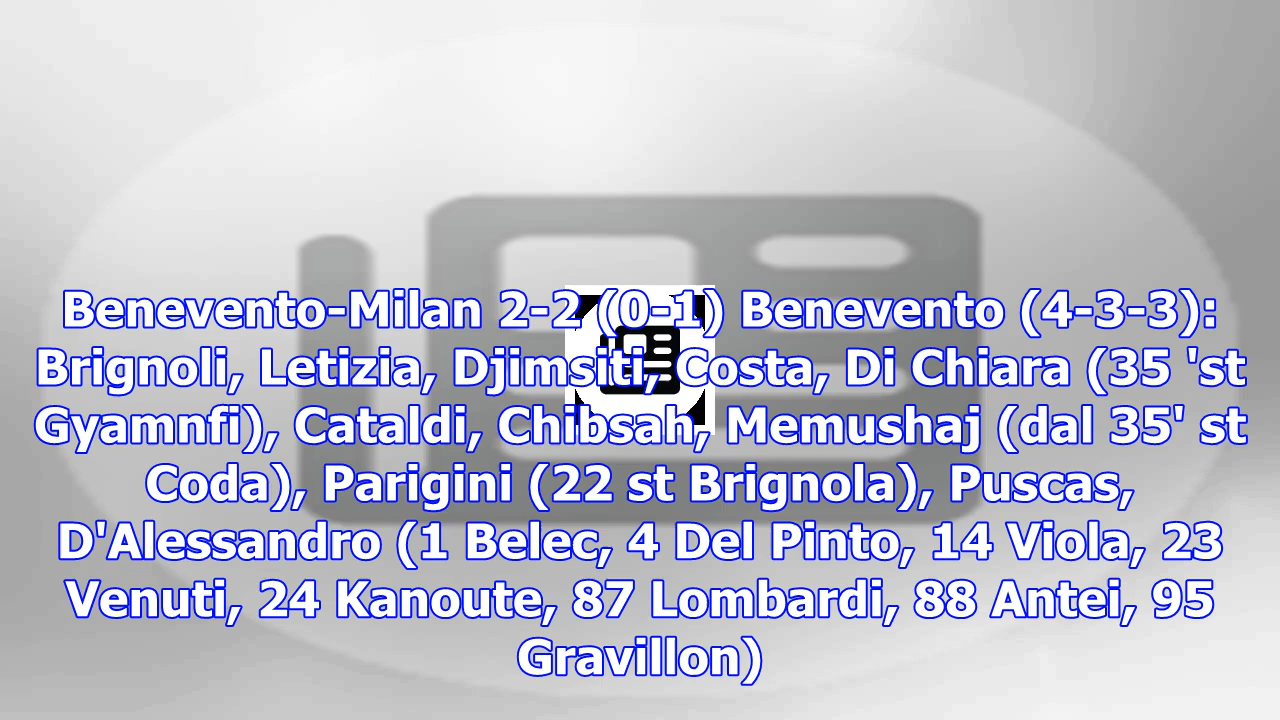 Benevento-Milan 2-2 (0-1) Benevento (4-3-3):
Brignoli, Letizia, Djimsiti, Costa, Di Chiara (35 'st
Gyamnfi), Cataldi, Chibsah, Memushaj (dal 35' st
Coda), Parigini (22 st Brignola), Puscas,
D'Alessandro (1 Belec, 4 Del Pinto, 14 Viola, 23
Venuti, 24 Kanoute, 87 Lombardi, 88 Antei, 95
Gravillon)